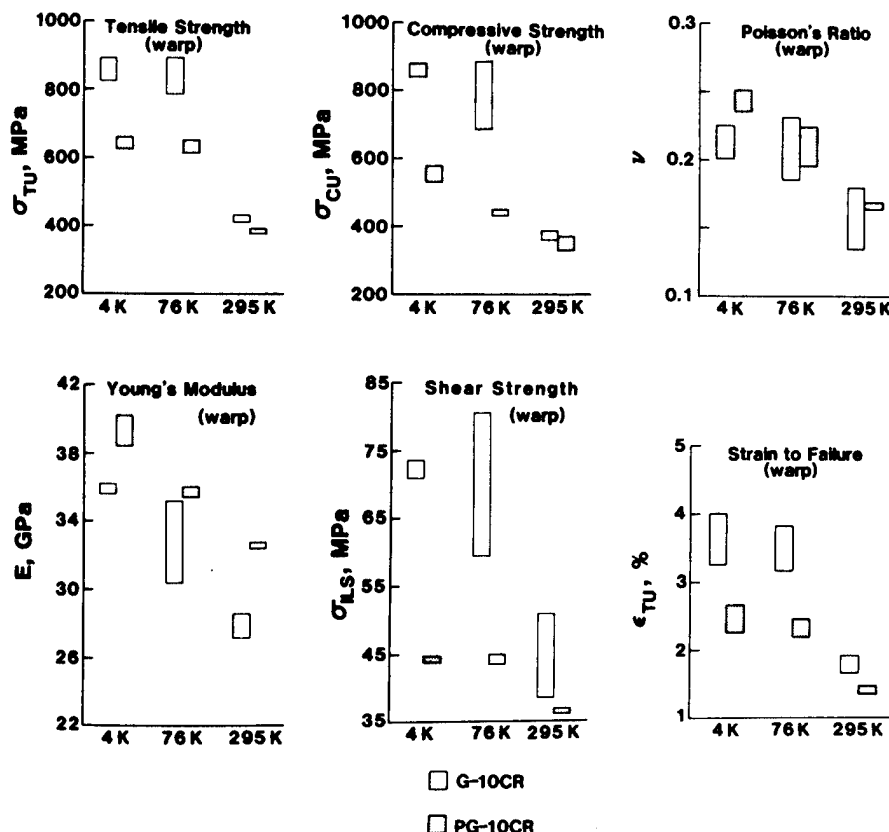 Tensile Strength
(warp)
σTU, MPa
1000
800
600
400
200
4 K
76 K
295 K
Compressive Strength
(warp)
σCU, MPa
1000
800
600
400
200
4 K
76 K
295 K
Poisson's Ratio
(warp)
ν
0.3
0.2
0.1
4 K
76 K
295 K
Young's Modulus
(warp)
E, GPa
42
38
34
30
26
22
4 K
76 K
295 K
Shear Strength
(warp)
σILS, MPa
85
75
65
55
45
35
4 K
76 K
295 K
Strain to Failure
(warp)
εTU, %
5
4
3
2
1
4 K
76 K
295 K
G-10CR
PG-10CR